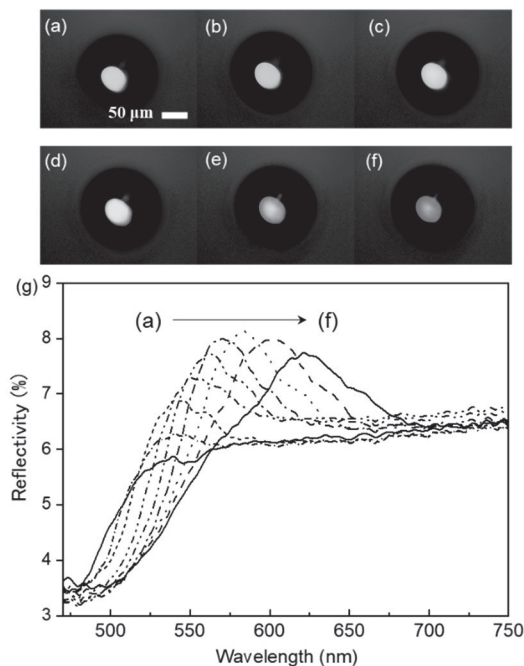 (a)
(b)
(c)
50 μm
(d)
(e)
(f)
(g)
9
8
7
6
5
4
3
(a)
(f)
Reflectivity (%)
500
550
600
650
700
750
Wavelength (nm)